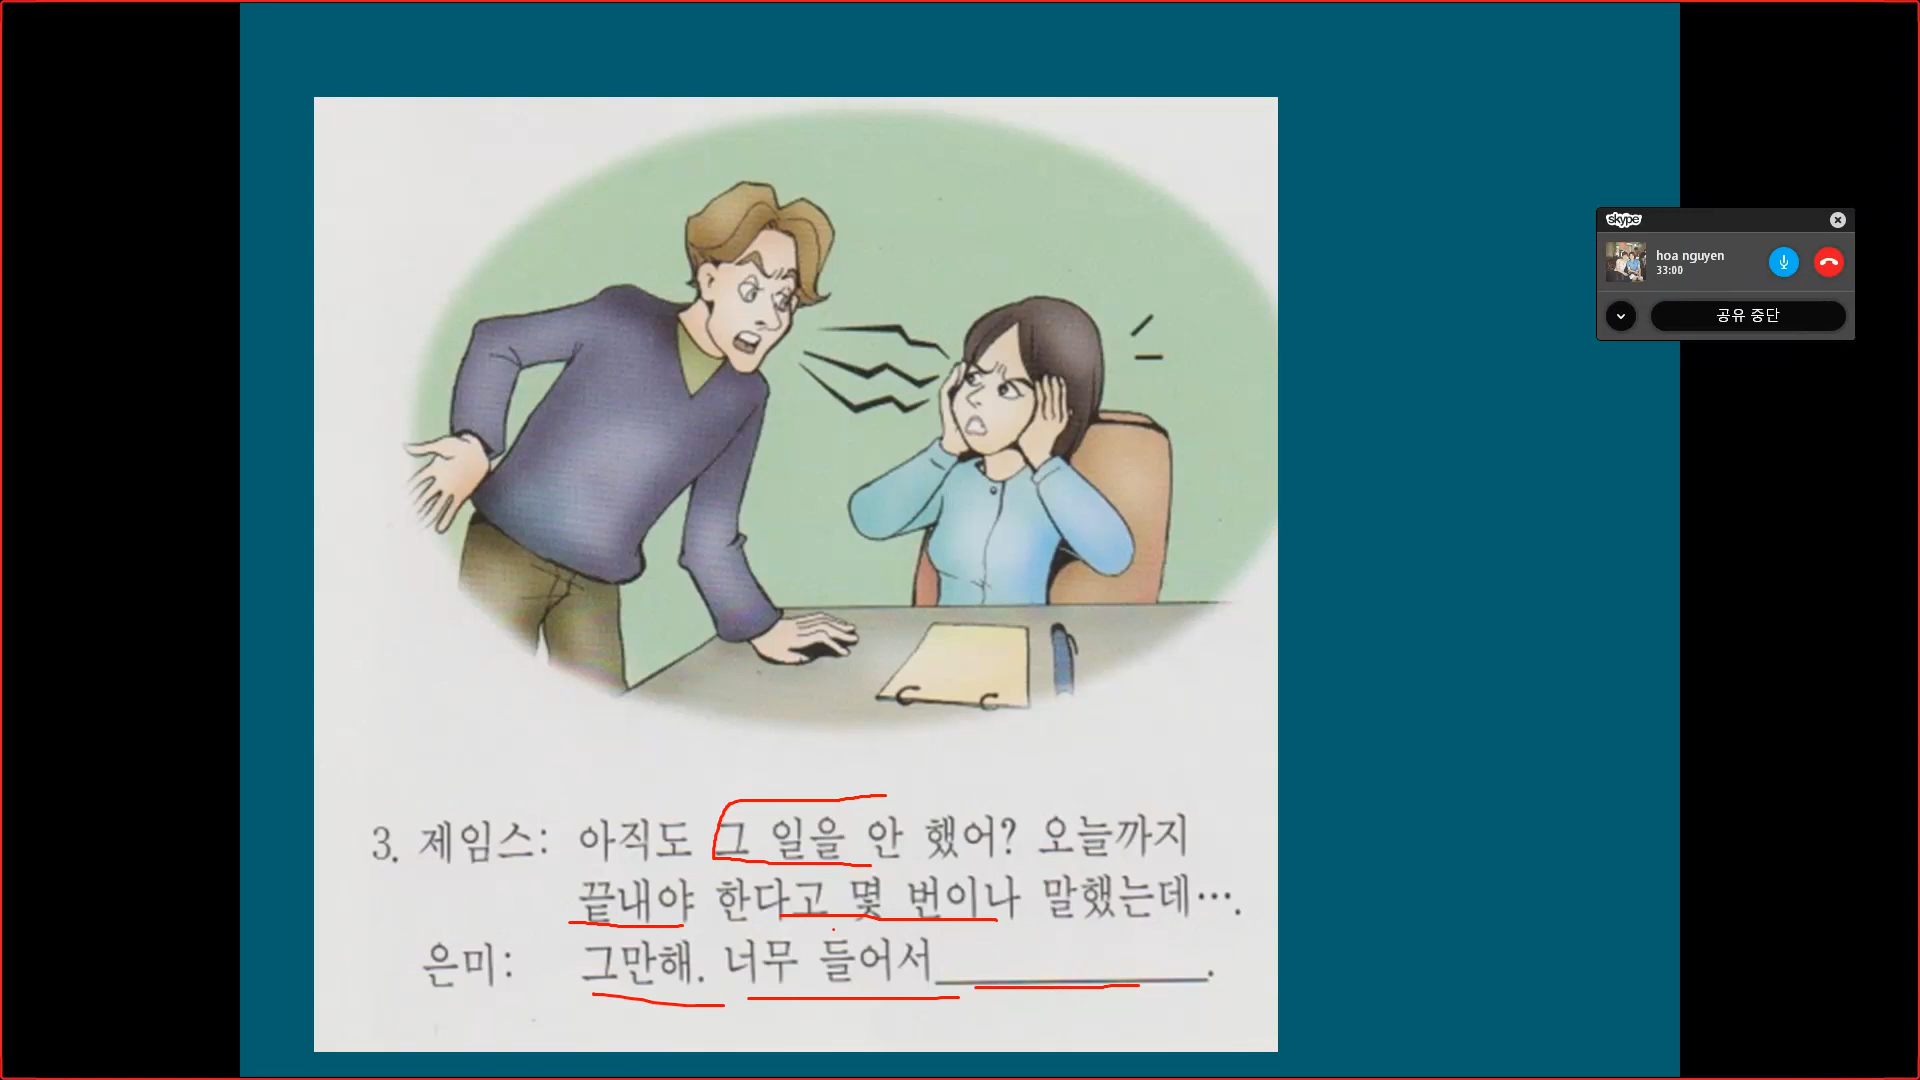 skype
hoa nguyen
33:00
공유 중단
3. 제임스: 아직도 그 일을 안 했어? 오늘까지
끝내야 한다고 몇 번이나 말했는데….
은미: 그만해. 너무 들어서 ____________.